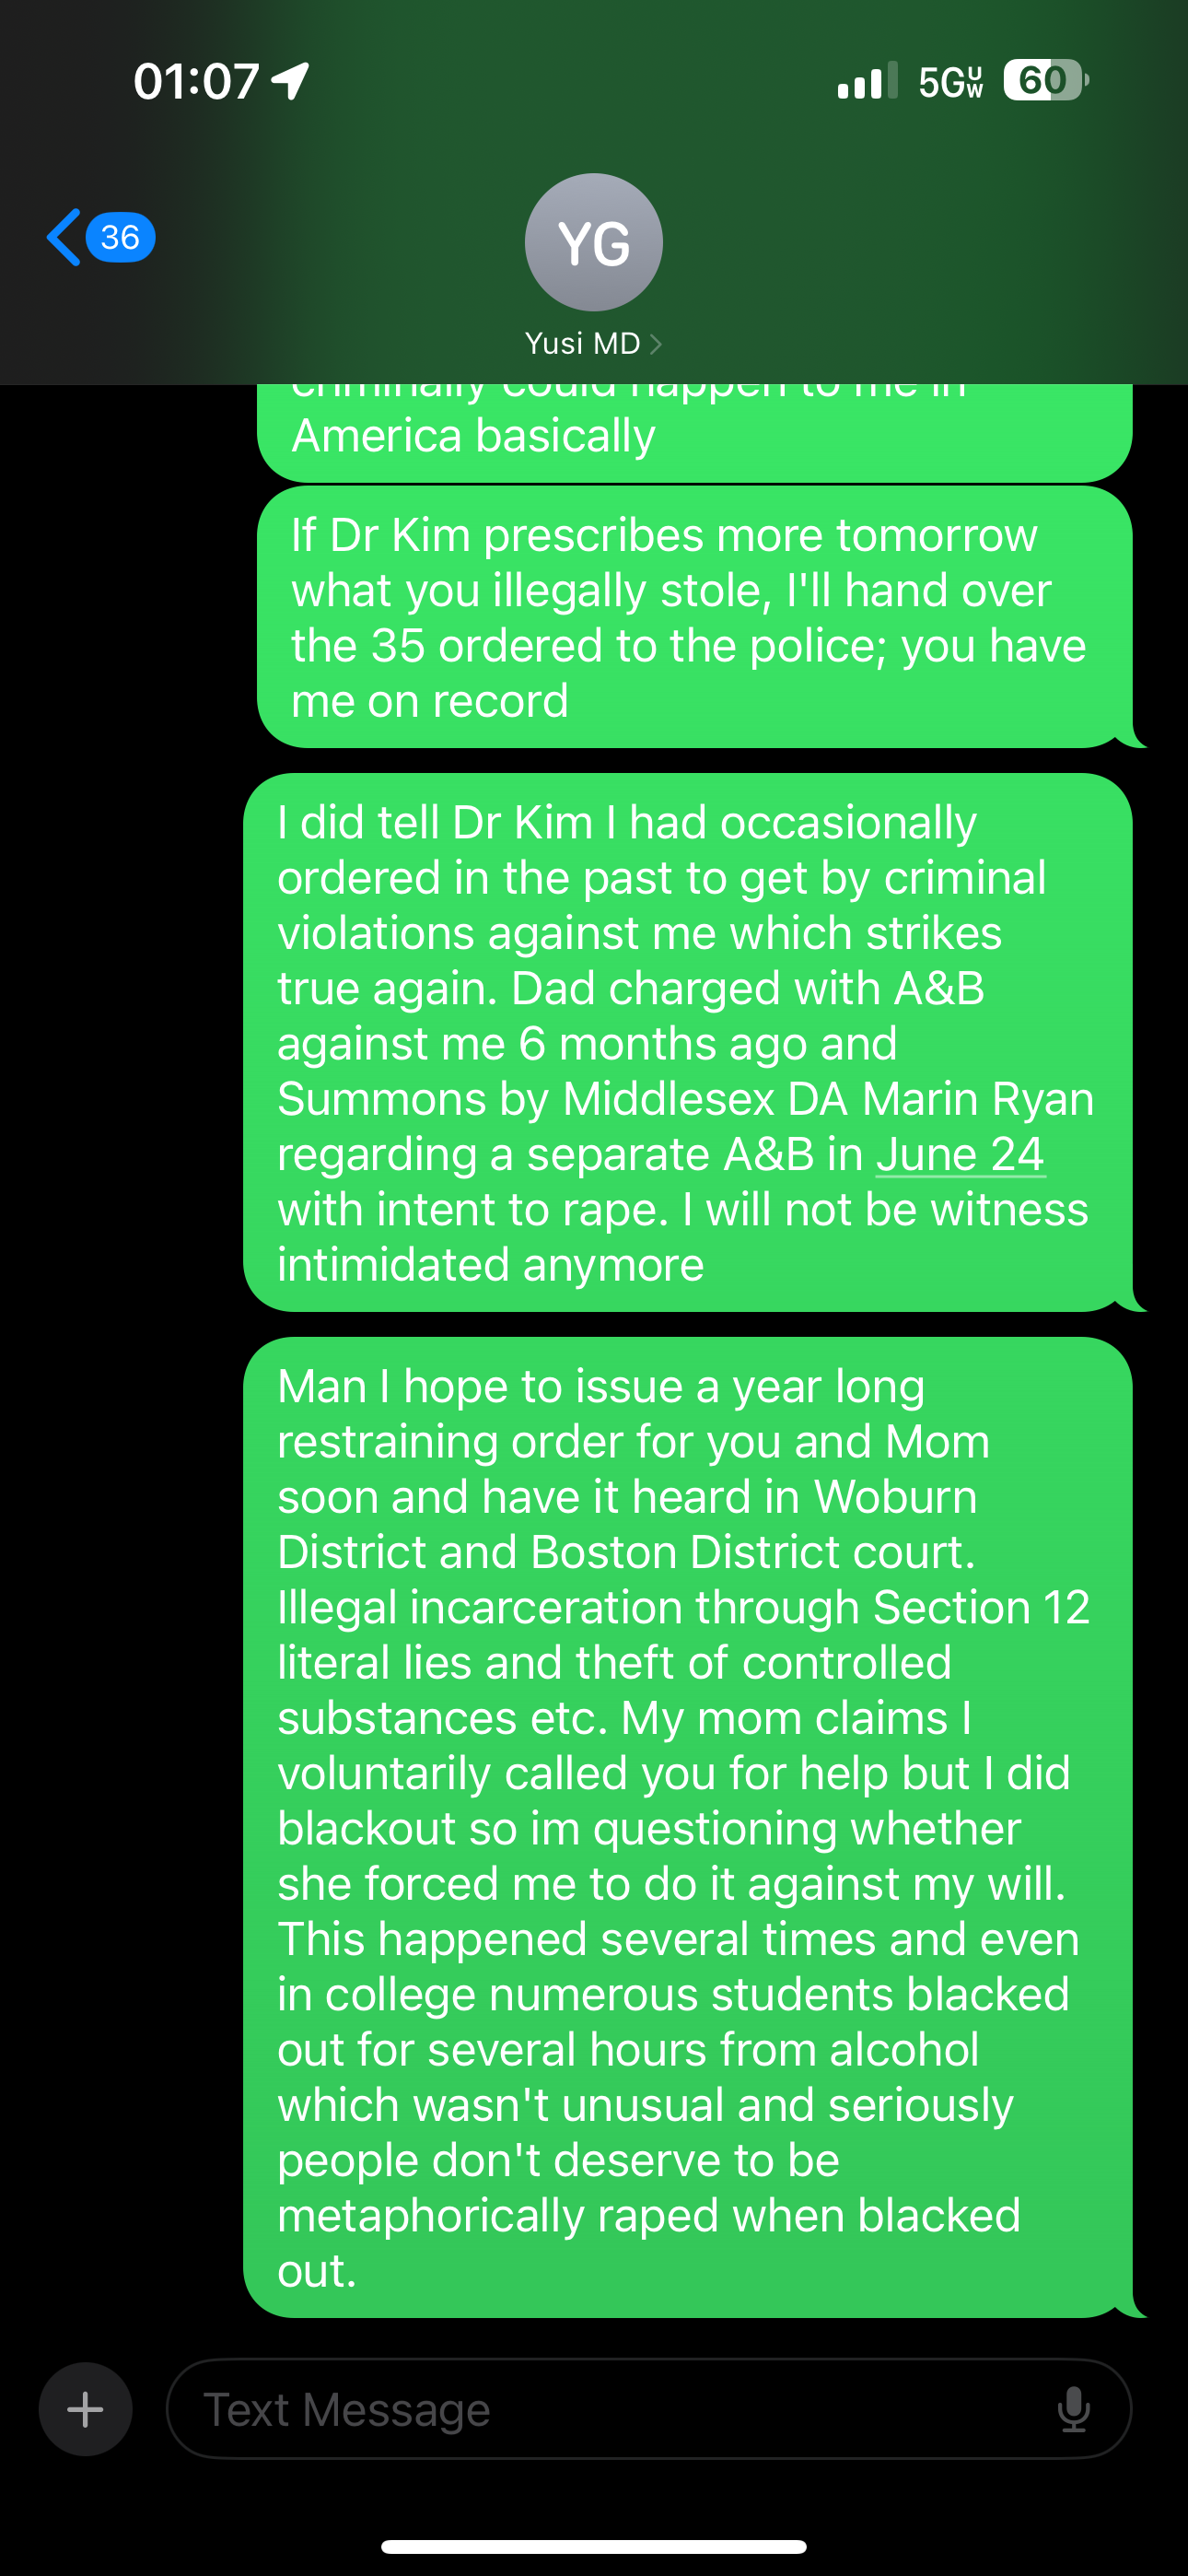 01:07
5G UW
60
36
YG
Yusi MD
criminally could happen to me in
America basically
If Dr Kim prescribes more tomorrow
what you illegally stole, I'll hand over
the 35 ordered to the police; you have
me on record
I did tell Dr Kim I had occasionally
ordered in the past to get by criminal
violations against me which strikes
true again. Dad charged with A&B
against me 6 months ago and
Summons by Middlesex DA Marin Ryan
regarding a separate A&B in June 24
with intent to rape. I will not be witness
intimidated anymore
Man I hope to issue a year long
restraining order for you and Mom
soon and have it heard in Woburn
District and Boston District court.
Illegal incarceration through Section 12
literal lies and theft of controlled
substances etc. My mom claims I
voluntarily called you for help but I did
blackout so im questioning whether
she forced me to do it against my will.
This happened several times and even
in college numerous students blacked
out for several hours from alcohol
which wasn't unusual and seriously
people don't deserve to be
metaphorically raped when blacked
out.
Text Message